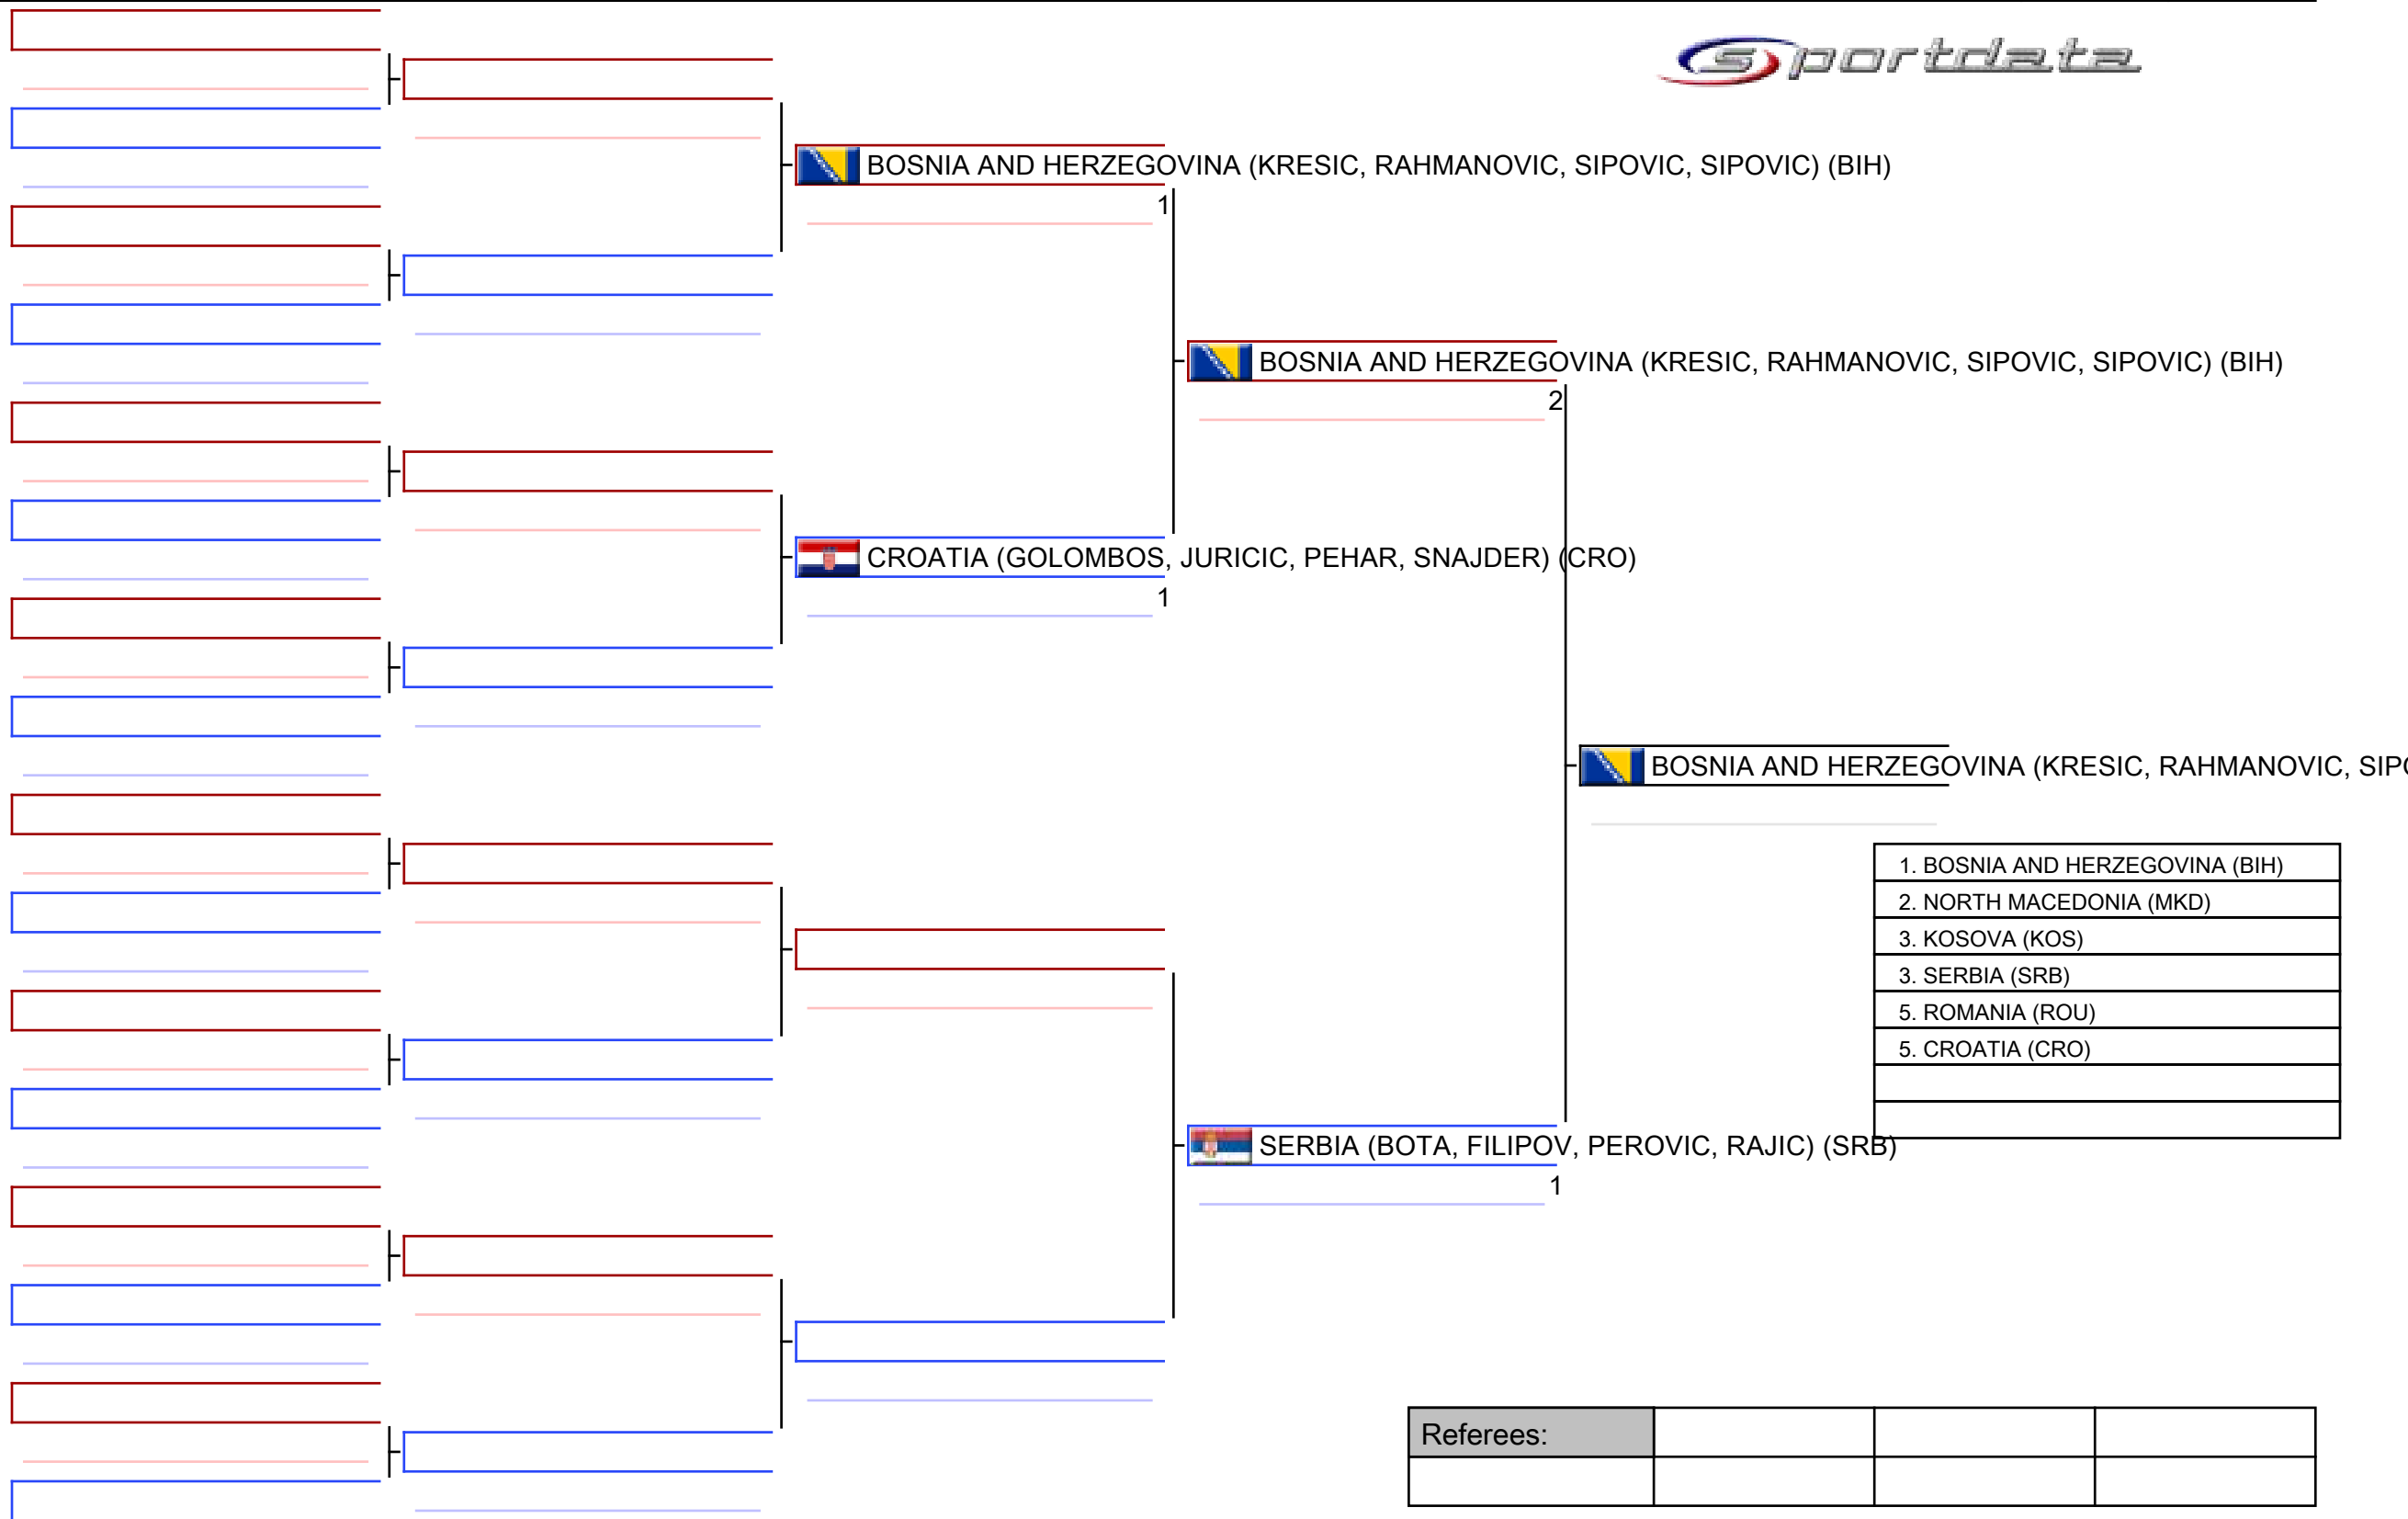 sportdata
BOSNIA AND HERZEGOVINA (KRESIC, RAHMANOVIC, SIPOVIC, SIPOVIC) (BIH)
1
BOSNIA AND HERZEGOVINA (KRESIC, RAHMANOVIC, SIPOVIC, SIPOVIC) (BIH)
2
CROATIA (GOLOMBOS, JURICIC, PEHAR, SNAJDER) (CRO)
1
BOSNIA AND HERZEGOVINA (KRESIC, RAHMANOVIC, SIPO
1. BOSNIA AND HERZEGOVINA (BIH)
2. NORTH MACEDONIA (MKD)
3. KOSOVA (KOS)
3. SERBIA (SRB)
5. ROMANIA (ROU)
5. CROATIA (CRO)
SERBIA (BOTA, FILIPOV, PEROVIC, RAJIC) (SRB)
1
Referees: